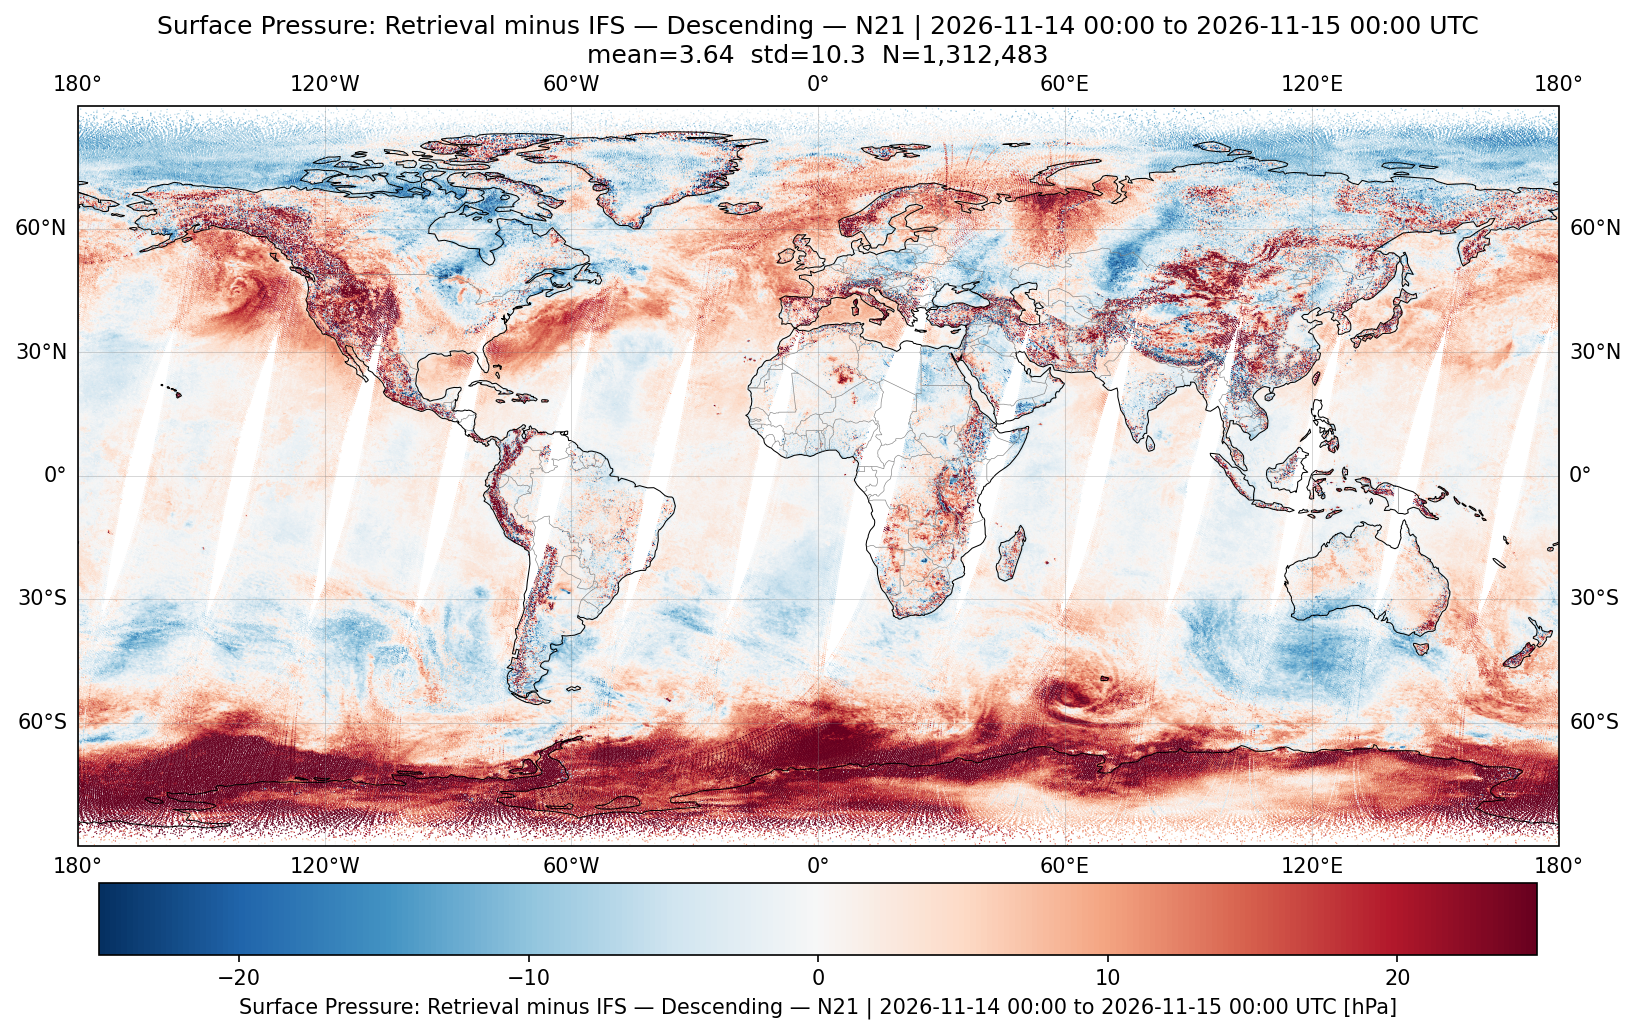 Surface Pressure: Retrieval minus IFS — Descending — N21 | 2026-11-14 00:00 to 2026-11-15 00:00 UTC
mean=3.64  std=10.3  N=1,312,483
180° 120°W 60°W 0° 60°E 120°E 180°
60°N 60°N
30°N 30°N
0° 0°
30°S 30°S
60°S 60°S
180° 120°W 60°W 0° 60°E 120°E 180°
−20 −10 0 10 20
Surface Pressure: Retrieval minus IFS — Descending — N21 | 2026-11-14 00:00 to 2026-11-15 00:00 UTC [hPa]